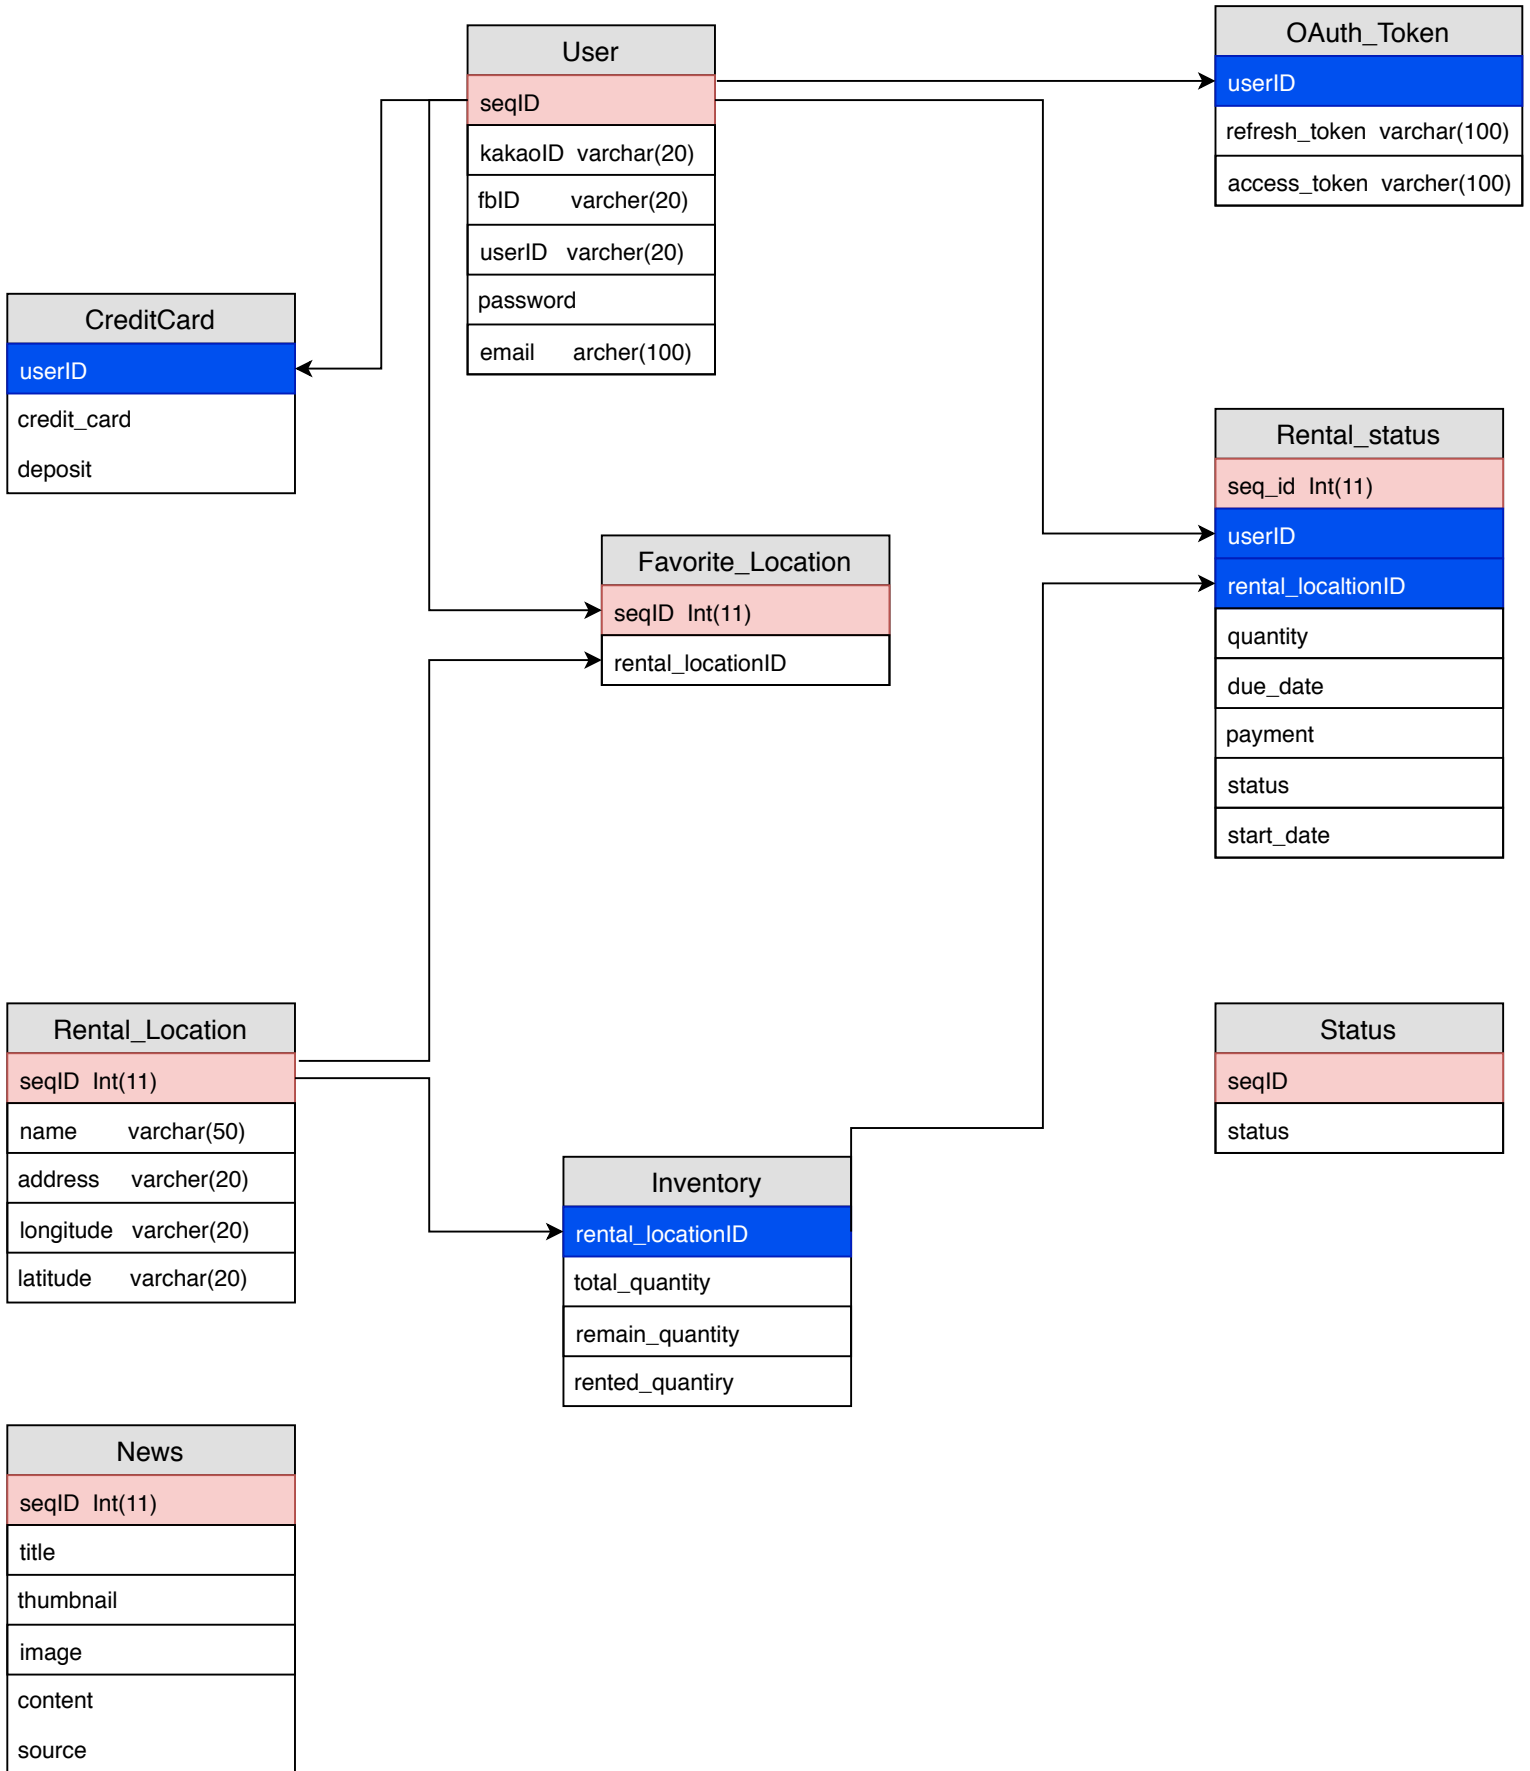 User
seqID
kakaoID varchar(20)
fbID varcher(20)
userID varcher(20)
password
email archer(100)
OAuth_Token
userID
refresh_token varchar(100)
access_token varcher(100)
CreditCard
userID
credit_card
deposit
Rental_status
seq_id Int(11)
userID
rental_localtionID
quantity
due_date
payment
status
start_date
Favorite_Location
seqID Int(11)
rental_locationID
Rental_Location
seqID Int(11)
name varchar(50)
address varcher(20)
longitude varcher(20)
latitude varchar(20)
Status
seqID
status
Inventory
rental_locationID
total_quantity
remain_quantity
rented_quantiry
News
seqID Int(11)
title
thumbnail
image
content
source